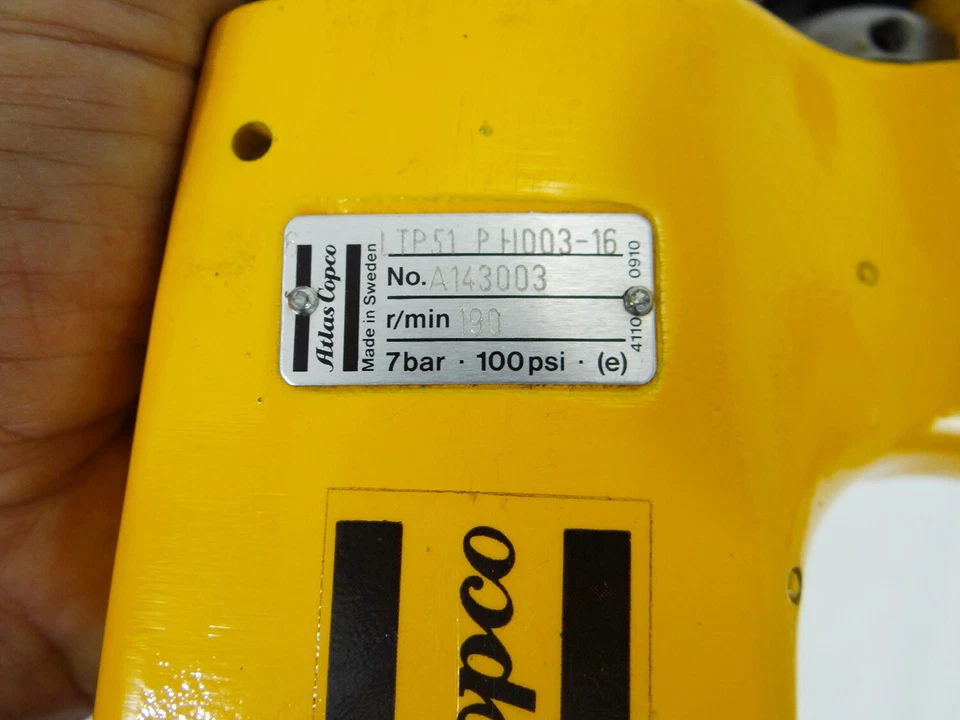 Atlas Copco
Made in Sweden
LTP51 P H003-16
No. A143003
r/min 190
7bar · 100psi · (e)
4110 0910
opco